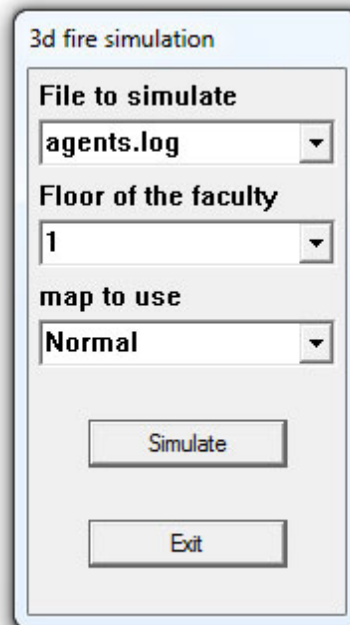 3d fire simulation
File to simulate
agents.log
Floor of the faculty
1
map to use
Normal
Simulate
Exit